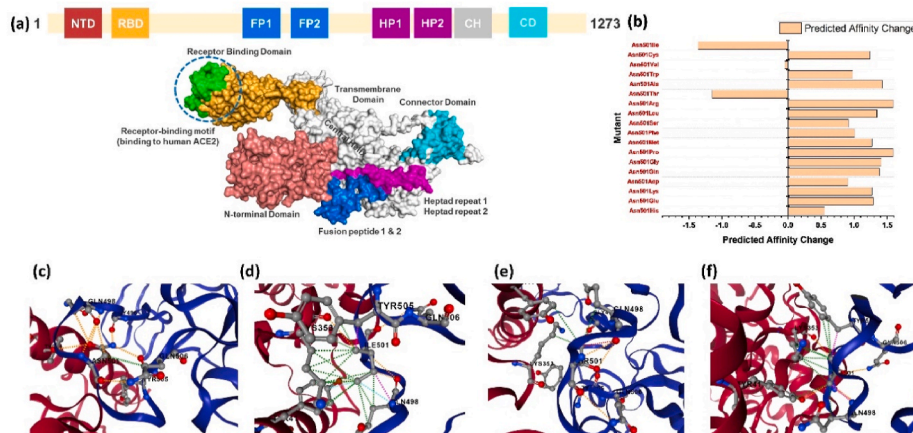 (a) 1 NTD RBD FP1 FP2 HP1 HP2 CH CD 1273
Receptor Binding Domain
Transmembrane
Domain
Connector Domain
Receptor-binding motif
(binding to human ACE2)
N-terminal Domain
Heptad repeat 1
Heptad repeat 2
Fusion peptide 1 & 2
(b)
Predicted Affinity Change
Mutant
Asn501Ile
Asn501Cys
Asn501Val
Asn501Trp
Asn501Ala
Asn501Thr
Asn501Arg
Asn501Leu
Asn501Ser
Asn501Phe
Asn501Met
Asn501Pro
Asn501Gly
Asn501Gln
Asn501Asp
Asn501Lys
Asn501Glu
Asn501His
-1.5 -1.0 -0.5 0.0 0.5 1.0 1.5
Predicted Affinity Change
(c)
GLN498
GLN506
TYR505
(d)
TYR505
GLN506
ILE501
(e)
GLN498
(f)